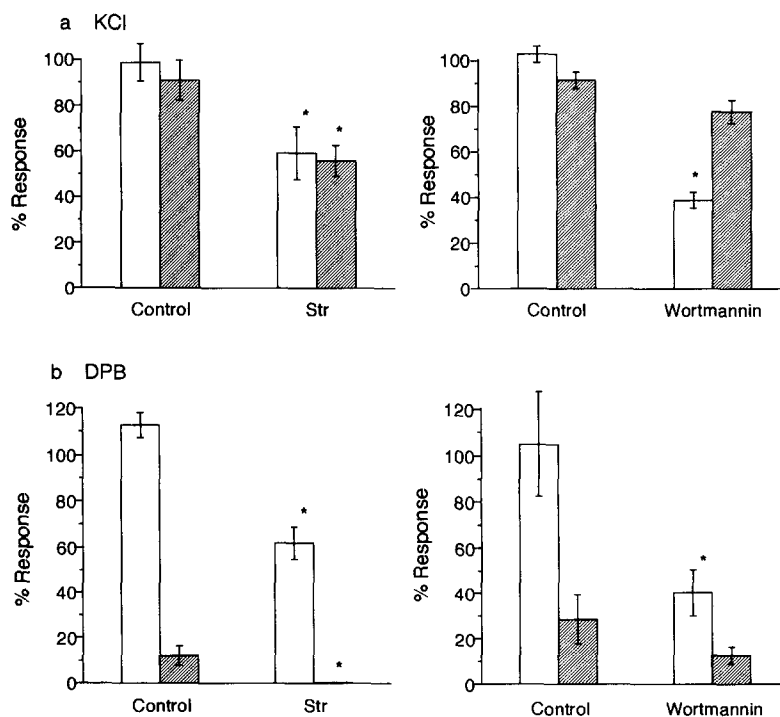 a KCl
% Response
100
80
60
40
20
0
*
*
Control
Str
% Response
100
80
60
40
20
0
*
Control
Wortmannin
b DPB
% Response
120
100
80
60
40
20
0
*
*
Control
Str
% Response
120
100
80
60
40
20
0
*
Control
Wortmannin